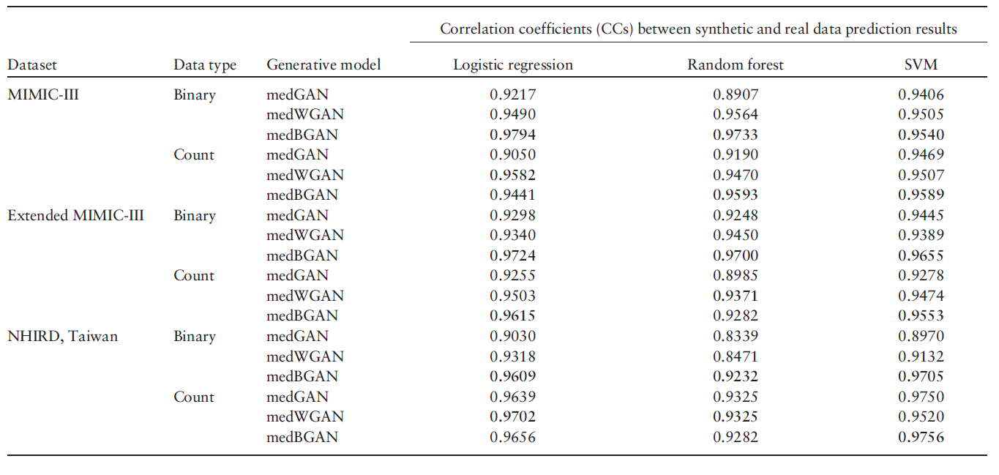 Correlation coefficients (CCs) between synthetic and real data prediction results
Dataset Data type Generative model Logistic regression Random forest SVM
MIMIC-III Binary medGAN 0.9217 0.8907 0.9406
medWGAN 0.9490 0.9564 0.9505
medBGAN 0.9794 0.9733 0.9540
Count medGAN 0.9050 0.9190 0.9469
medWGAN 0.9582 0.9470 0.9507
medBGAN 0.9441 0.9593 0.9589
Extended MIMIC-III Binary medGAN 0.9298 0.9248 0.9445
medWGAN 0.9340 0.9450 0.9389
medBGAN 0.9724 0.9700 0.9655
Count medGAN 0.9255 0.8985 0.9278
medWGAN 0.9503 0.9371 0.9474
medBGAN 0.9615 0.9282 0.9553
NHIRD, Taiwan Binary medGAN 0.9030 0.8339 0.8970
medWGAN 0.9318 0.8471 0.9132
medBGAN 0.9609 0.9232 0.9705
Count medGAN 0.9639 0.9325 0.9750
medWGAN 0.9702 0.9325 0.9520
medBGAN 0.9656 0.9282 0.9756